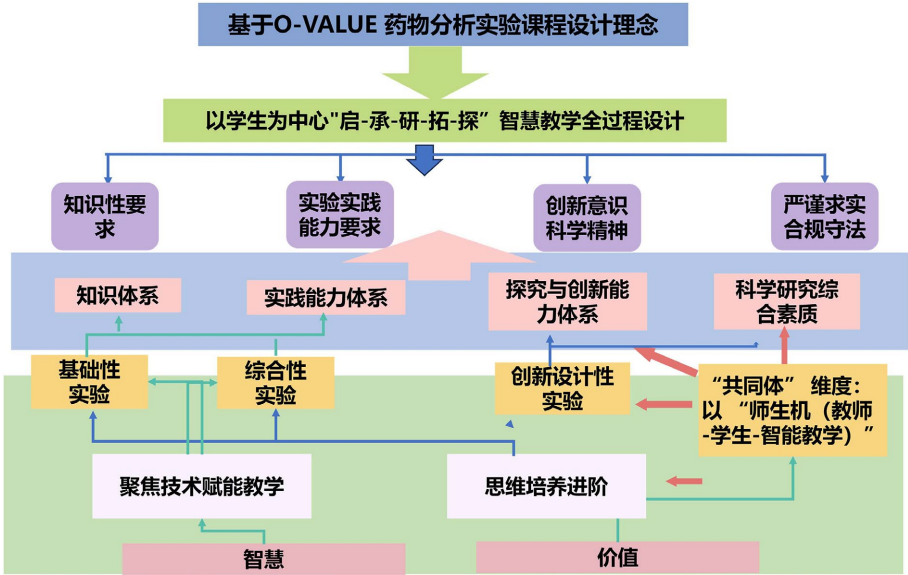 基于O-VALUE 药物分析实验课程设计理念
以学生为中心"启-承-研-拓-探”智慧教学全过程设计
知识性要
求
实验实践
能力要求
创新意识
科学精神
严谨求实
合规守法
知识体系
实践能力体系
探究与创新能
力体系
科学研究综
合素质
基础性
实验
综合性
实验
创新设计性
实验
“共同体” 维度：
以 “师生机（教师
-学生-智能教学）”
聚焦技术赋能教学
思维培养进阶
智慧
价值